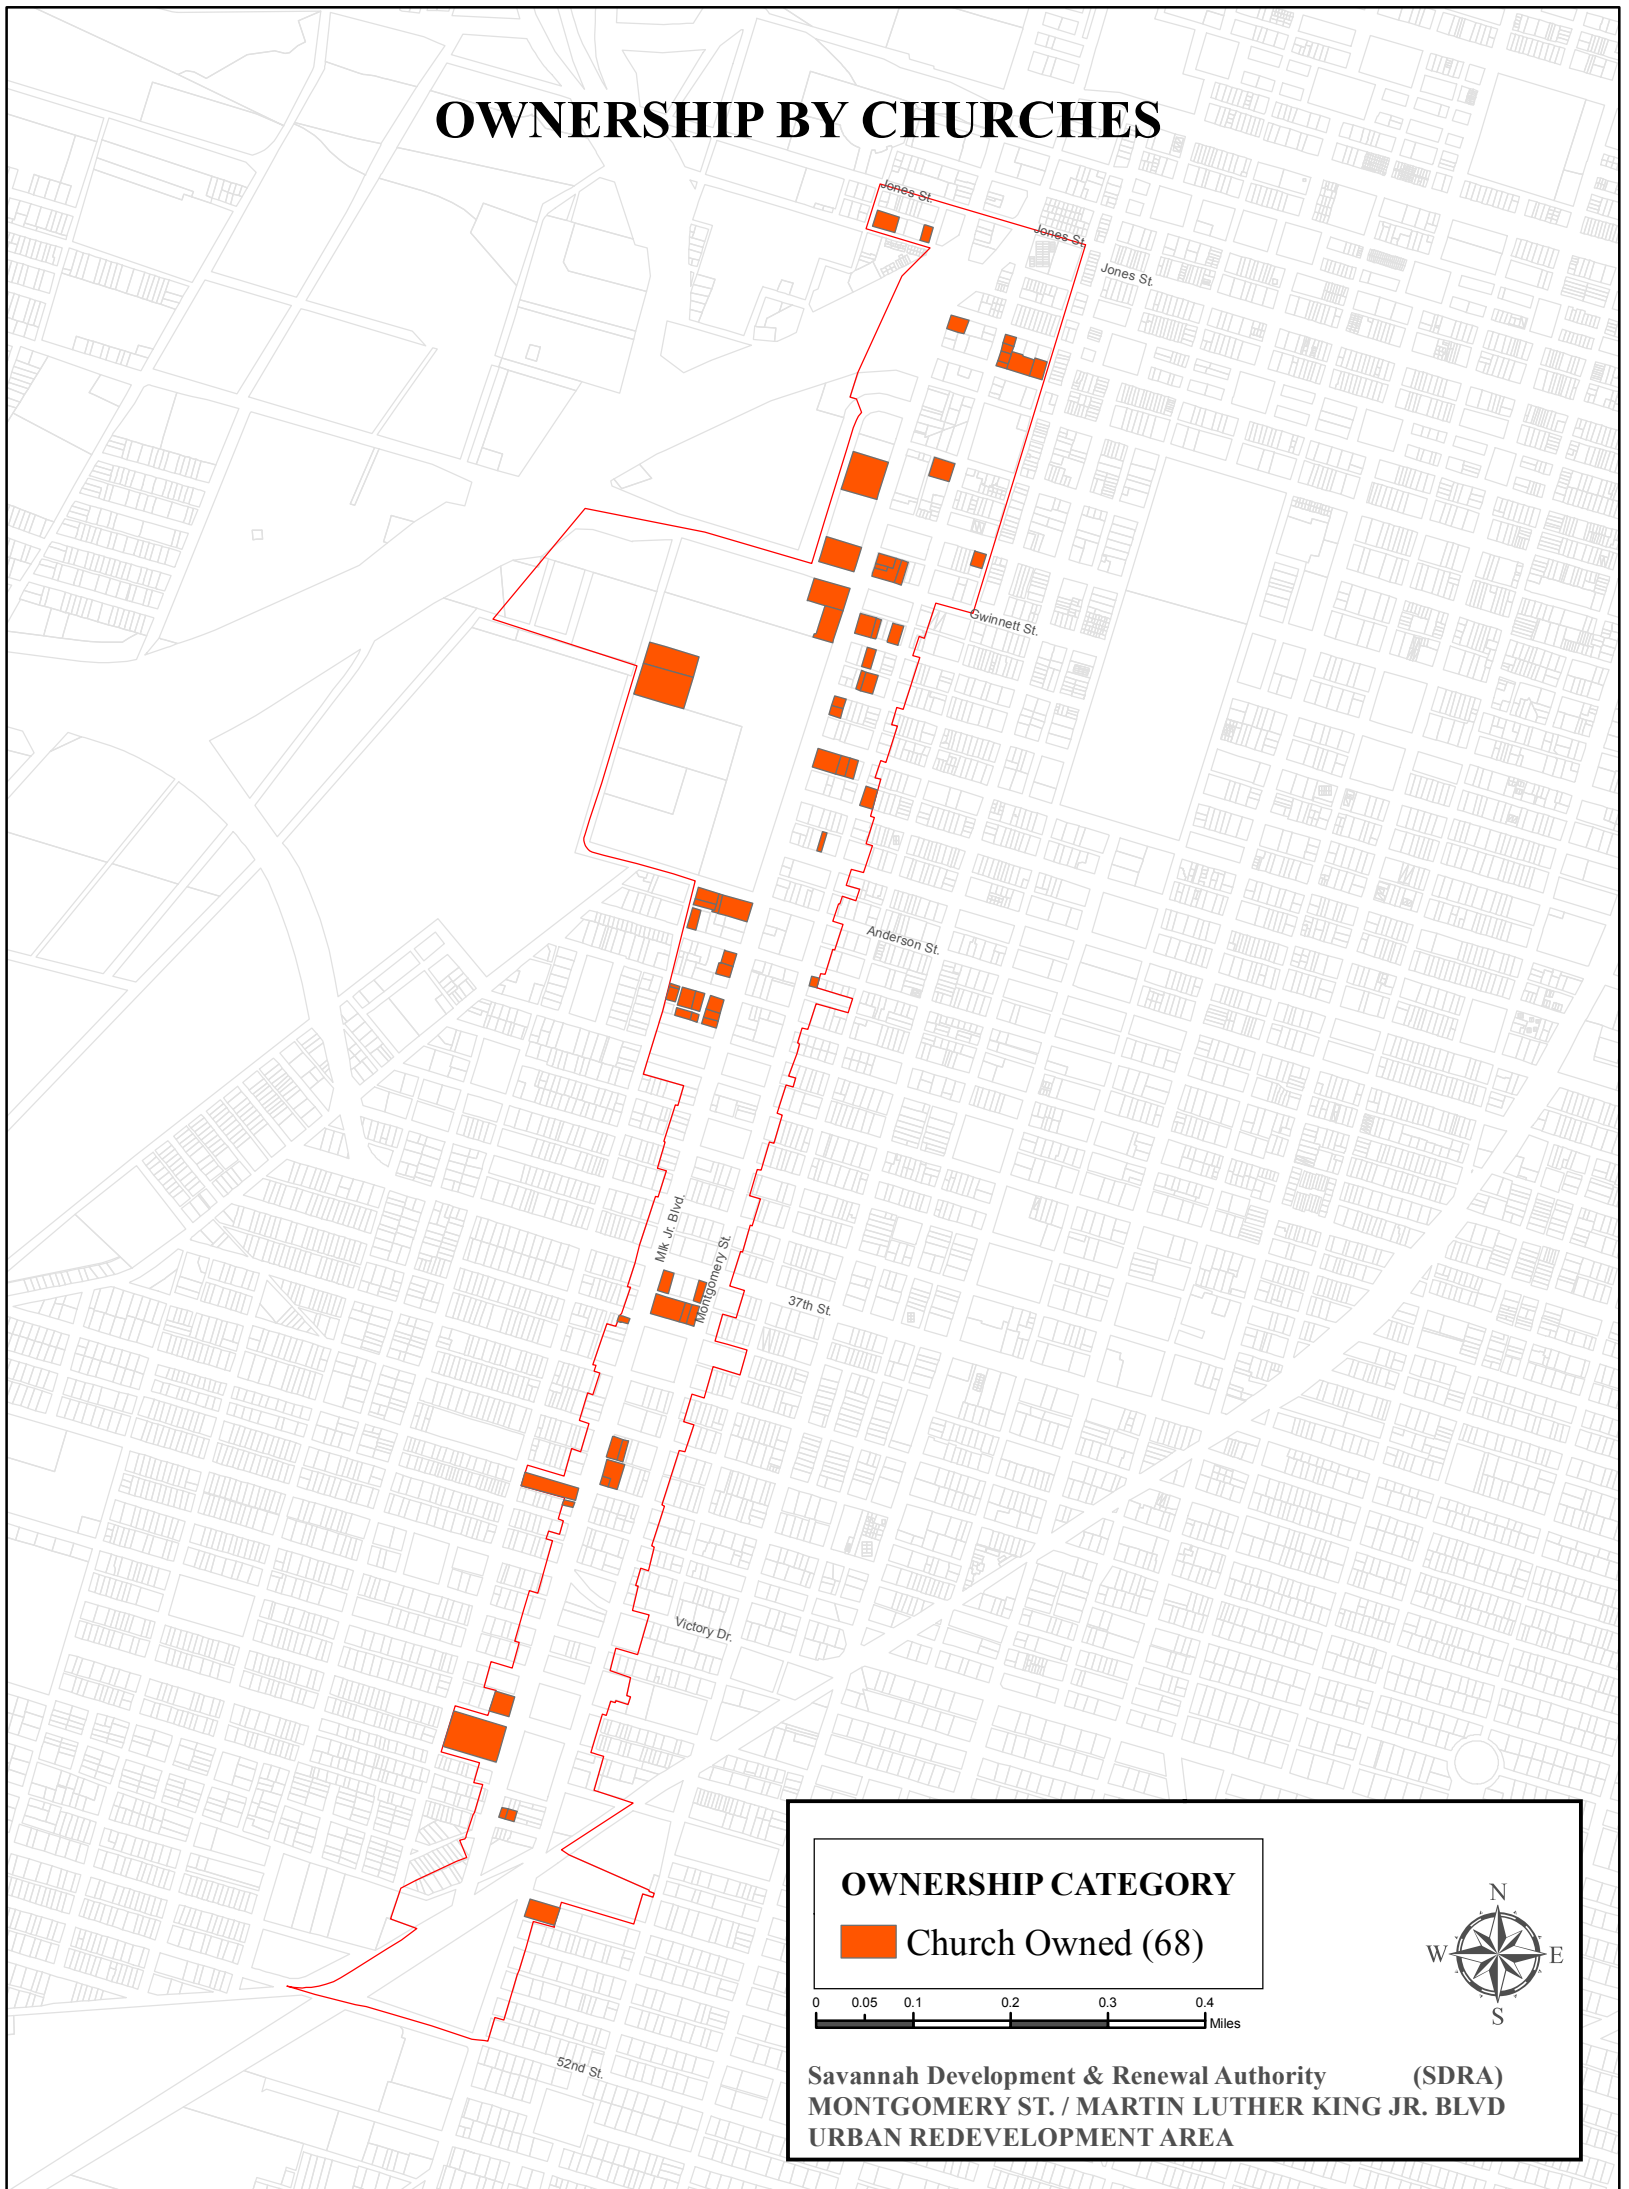 OWNERSHIP BY CHURCHES
Jones St.
Jones St.
Jones St.
Gwinnett St.
Anderson St.
Mlk Jr. Blvd.
Montgomery St.
37th St.
Victory Dr.
52nd St.
OWNERSHIP CATEGORY
Church Owned (68)
0 0.05 0.1 0.2 0.3 0.4
Miles
N
W E
S
Savannah Development & Renewal Authority (SDRA)
MONTGOMERY ST. / MARTIN LUTHER KING JR. BLVD
URBAN REDEVELOPMENT AREA